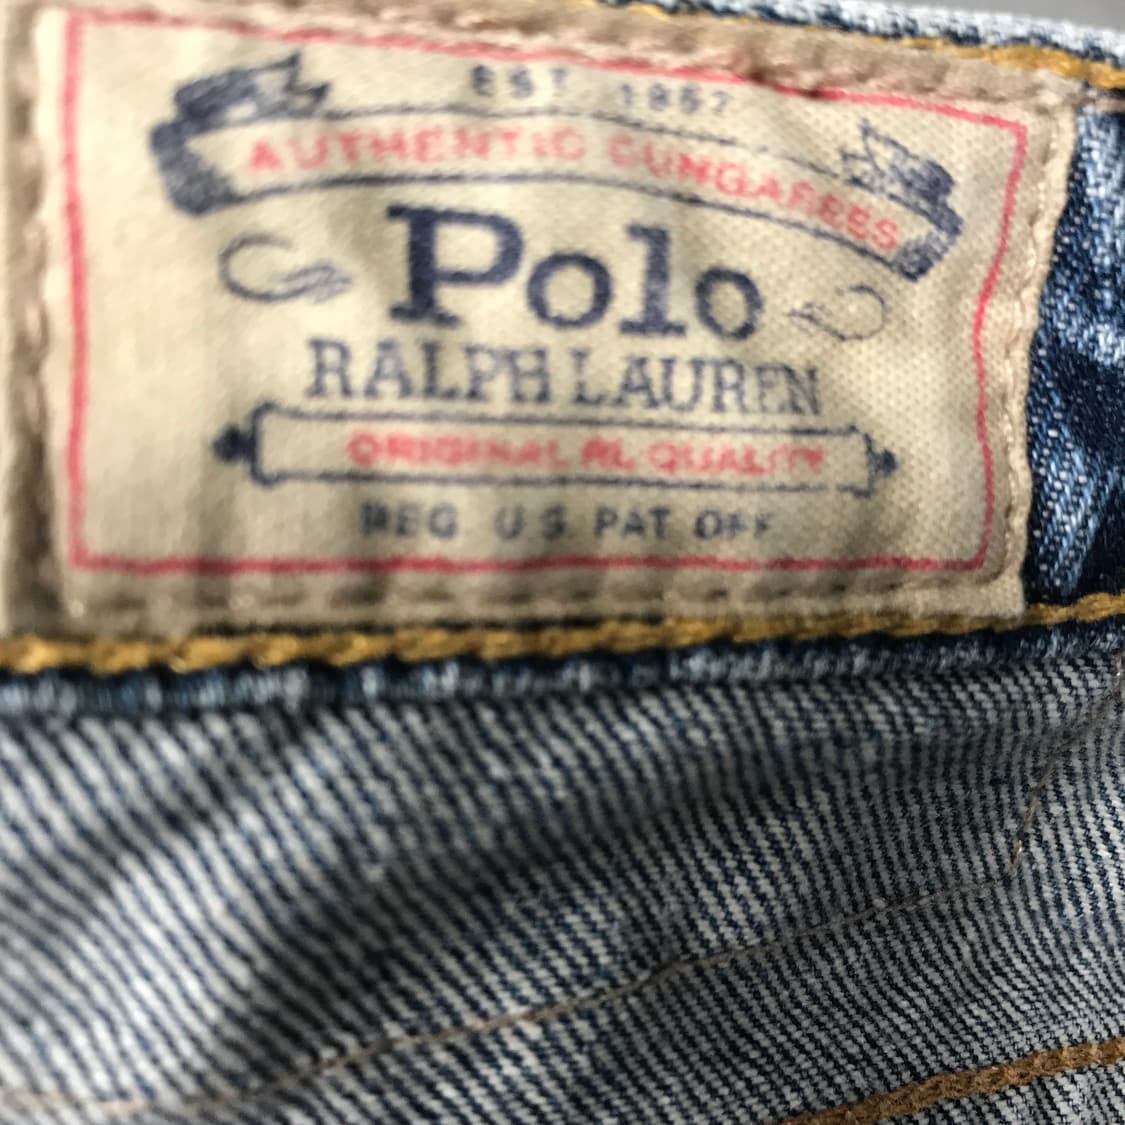 EST. 1967
AUTHENTIC DUNGAREES
Polo
RALPH LAUREN
ORIGINAL RL QUALITY
REG U.S. PAT. OFF.